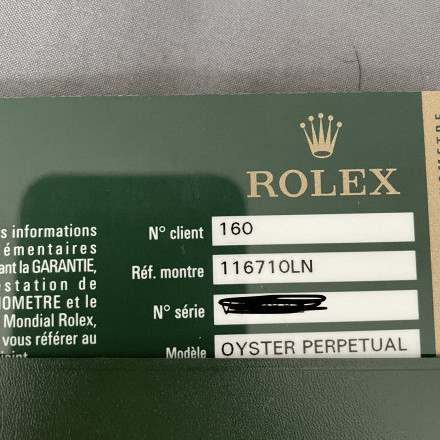 ROLEX
N° client 160
Réf. montre 116710LN
N° série
Modèle OYSTER PERPETUAL
s informations
émentaires
ant la GARANTIE,
station de
OMETRE et le
Mondial Rolex,
vous référer au